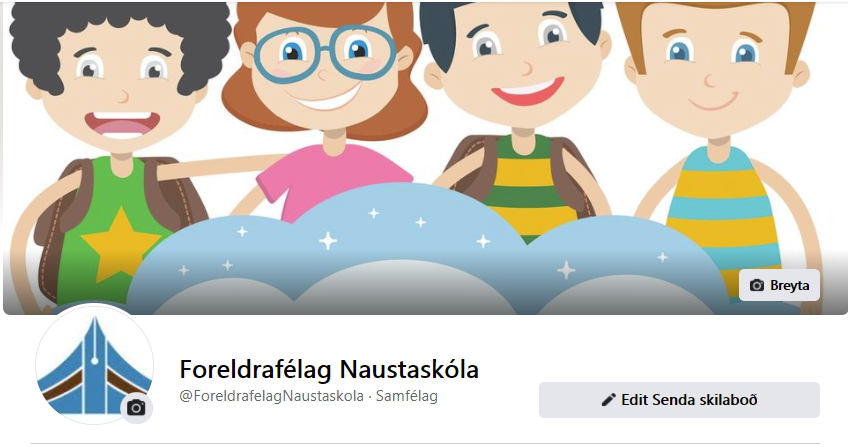 Breyta
Foreldrafélag Naustaskóla
@ForeldrafelagNaustaskola · Samfélag
Edit Senda skilaboð